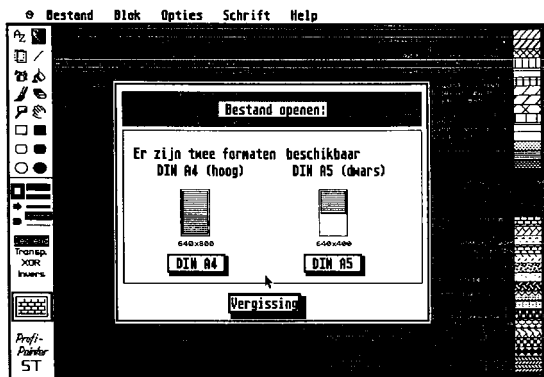 Bestand Blok Opties Schrift Help
AZ
Bestand openen:
Er zijn twee formaten beschikbaar
DIN A4 (hoog) DIN A5 (dwars)
640x800 640x400
DIN A4 DIN A5
Vergissing
Transp.
XOR
Invers
Profi-
Painter
ST